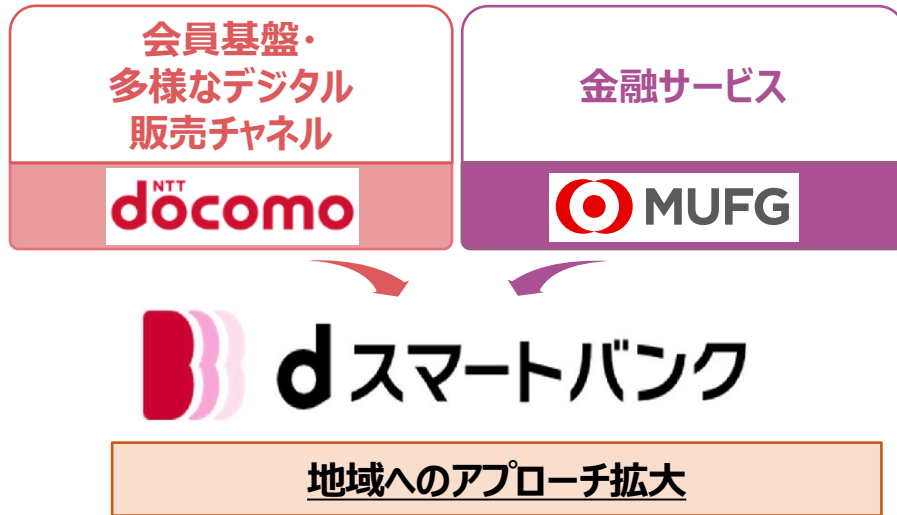 会員基盤・
多様なデジタル
販売チャネル
NTT
döcomo
金融サービス
MUFG
dスマートバンク
地域へのアプローチ拡大